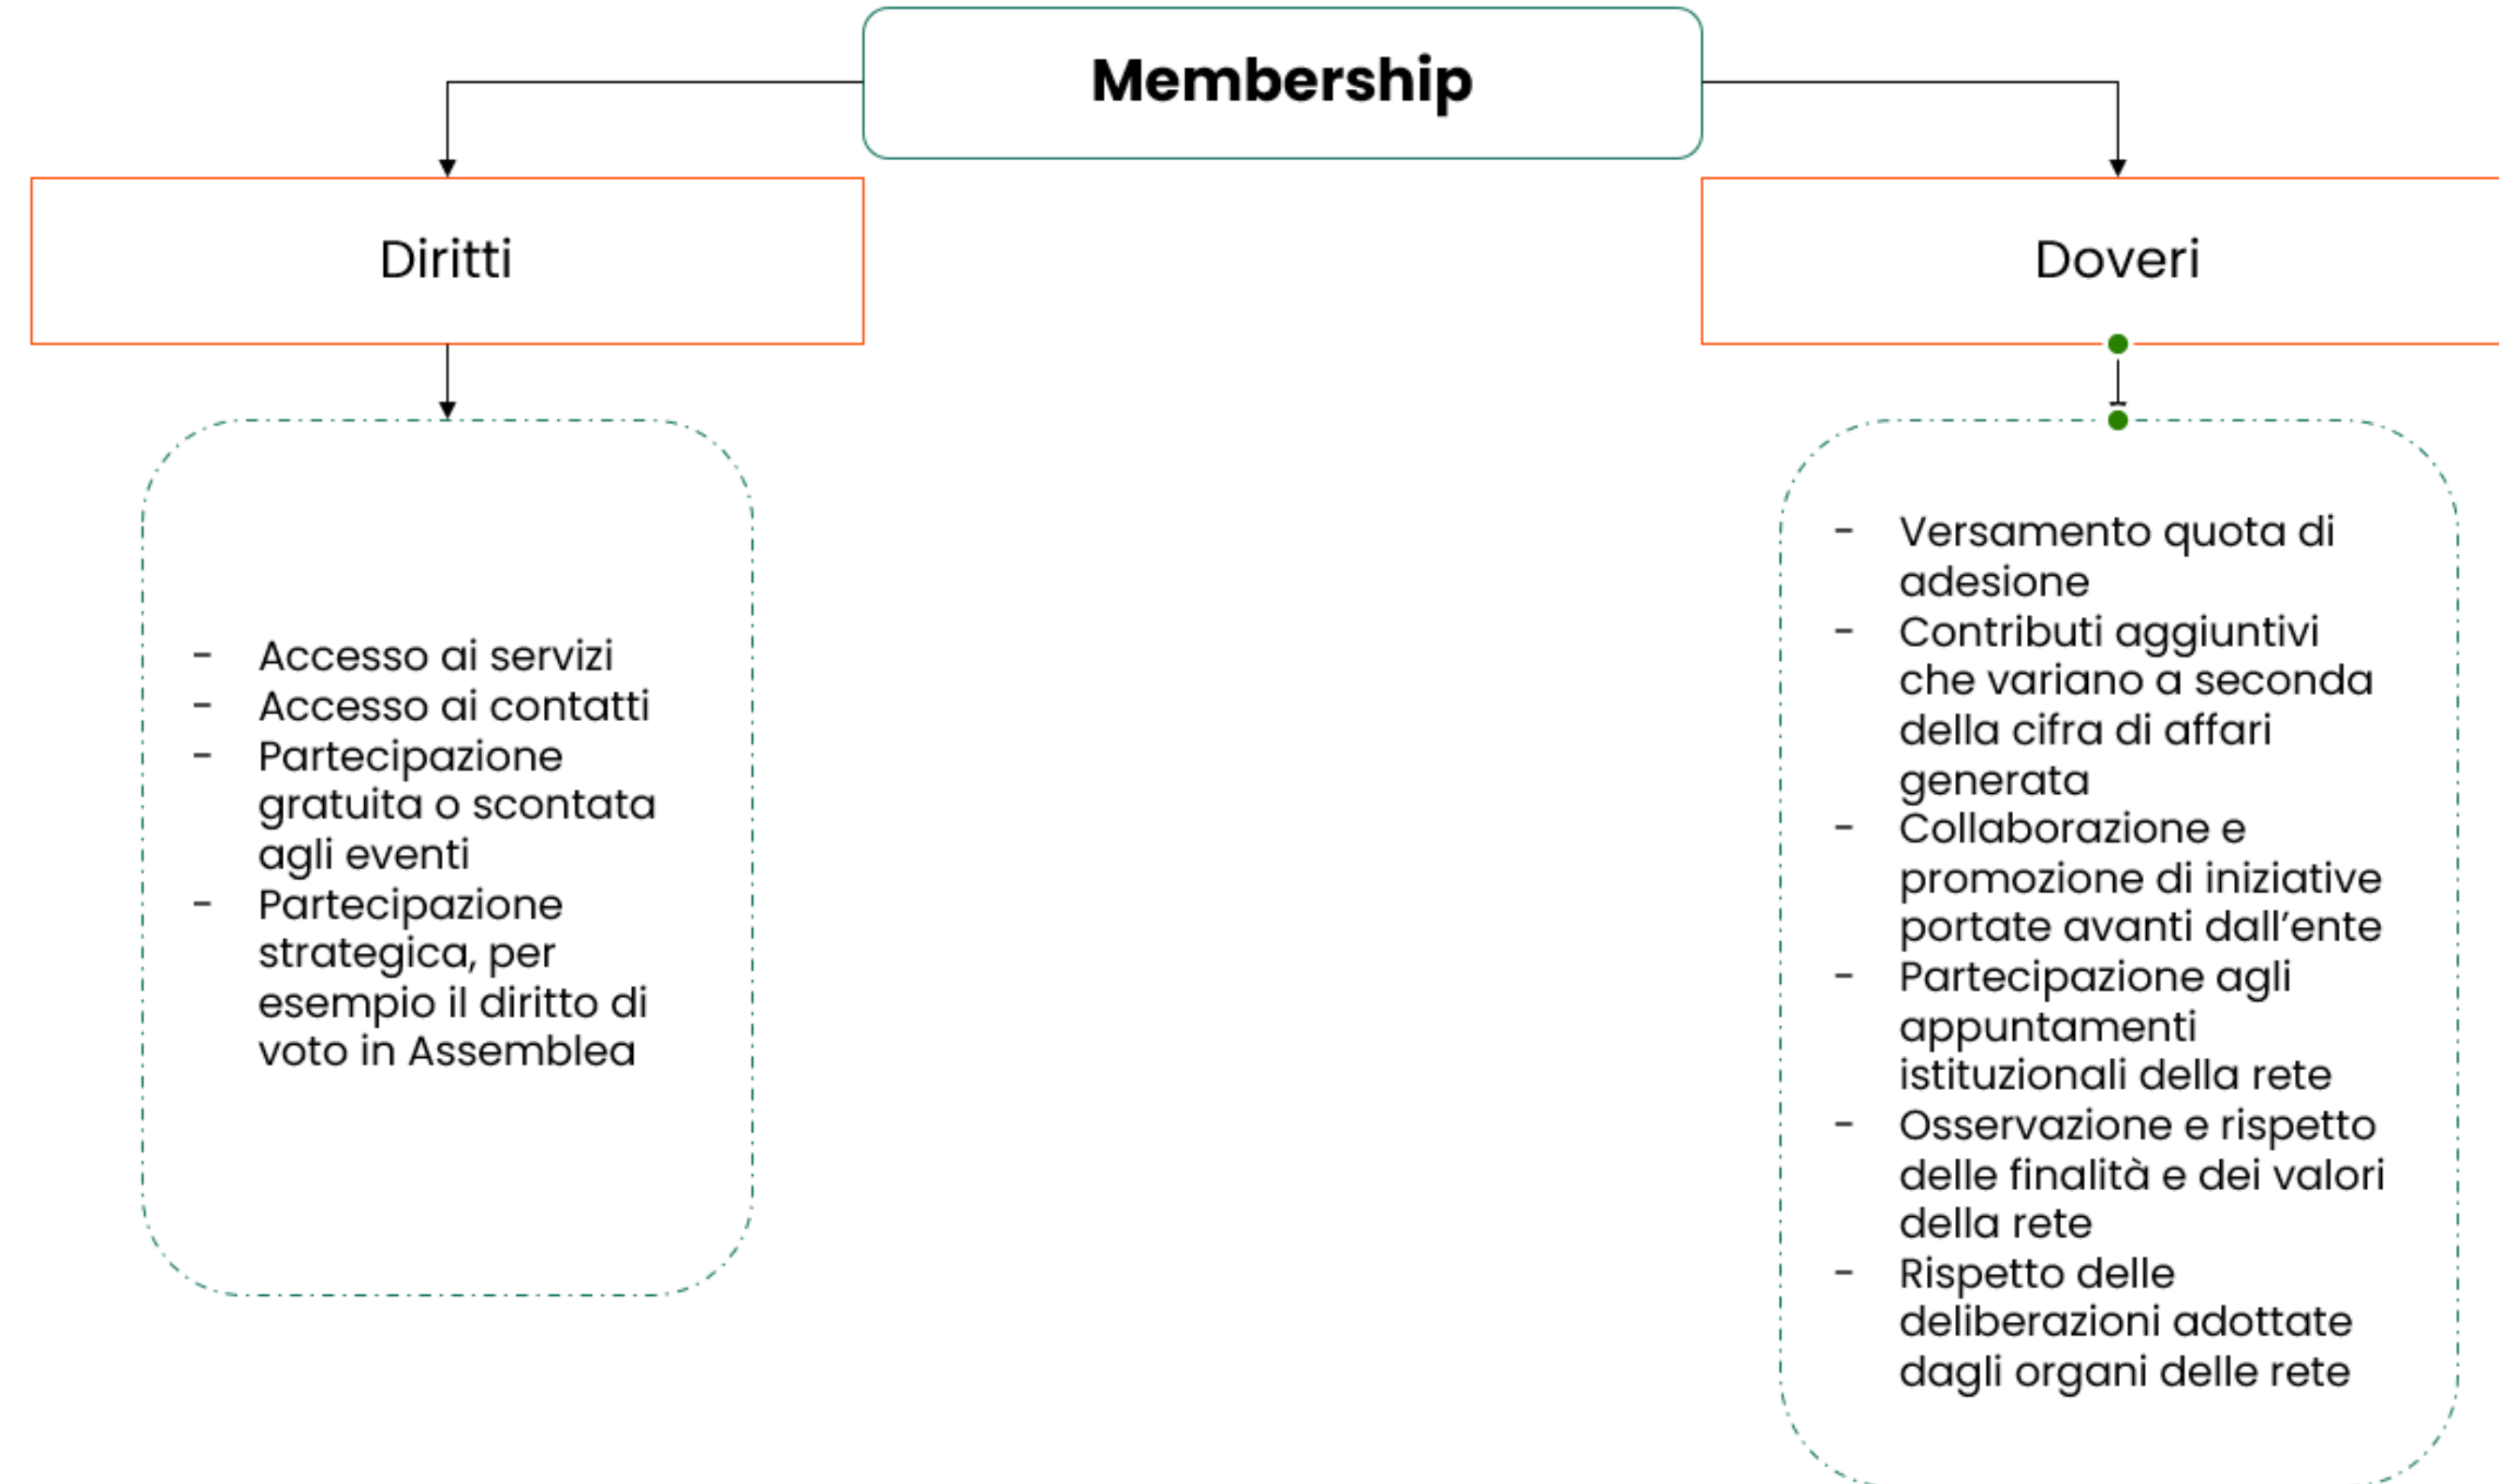 Membership
Diritti
Doveri
- Accesso ai servizi
- Accesso ai contatti
- Partecipazione
gratuita o scontata
agli eventi
- Partecipazione
strategica, per
esempio il diritto di
voto in Assemblea
- Versamento quota di
adesione
- Contributi aggiuntivi
che variano a seconda
della cifra di affari
generata
- Collaborazione e
promozione di iniziative
portate avanti dall’ente
- Partecipazione agli
appuntamenti
istituzionali della rete
- Osservazione e rispetto
delle finalità e dei valori
della rete
- Rispetto delle
deliberazioni adottate
dagli organi delle rete